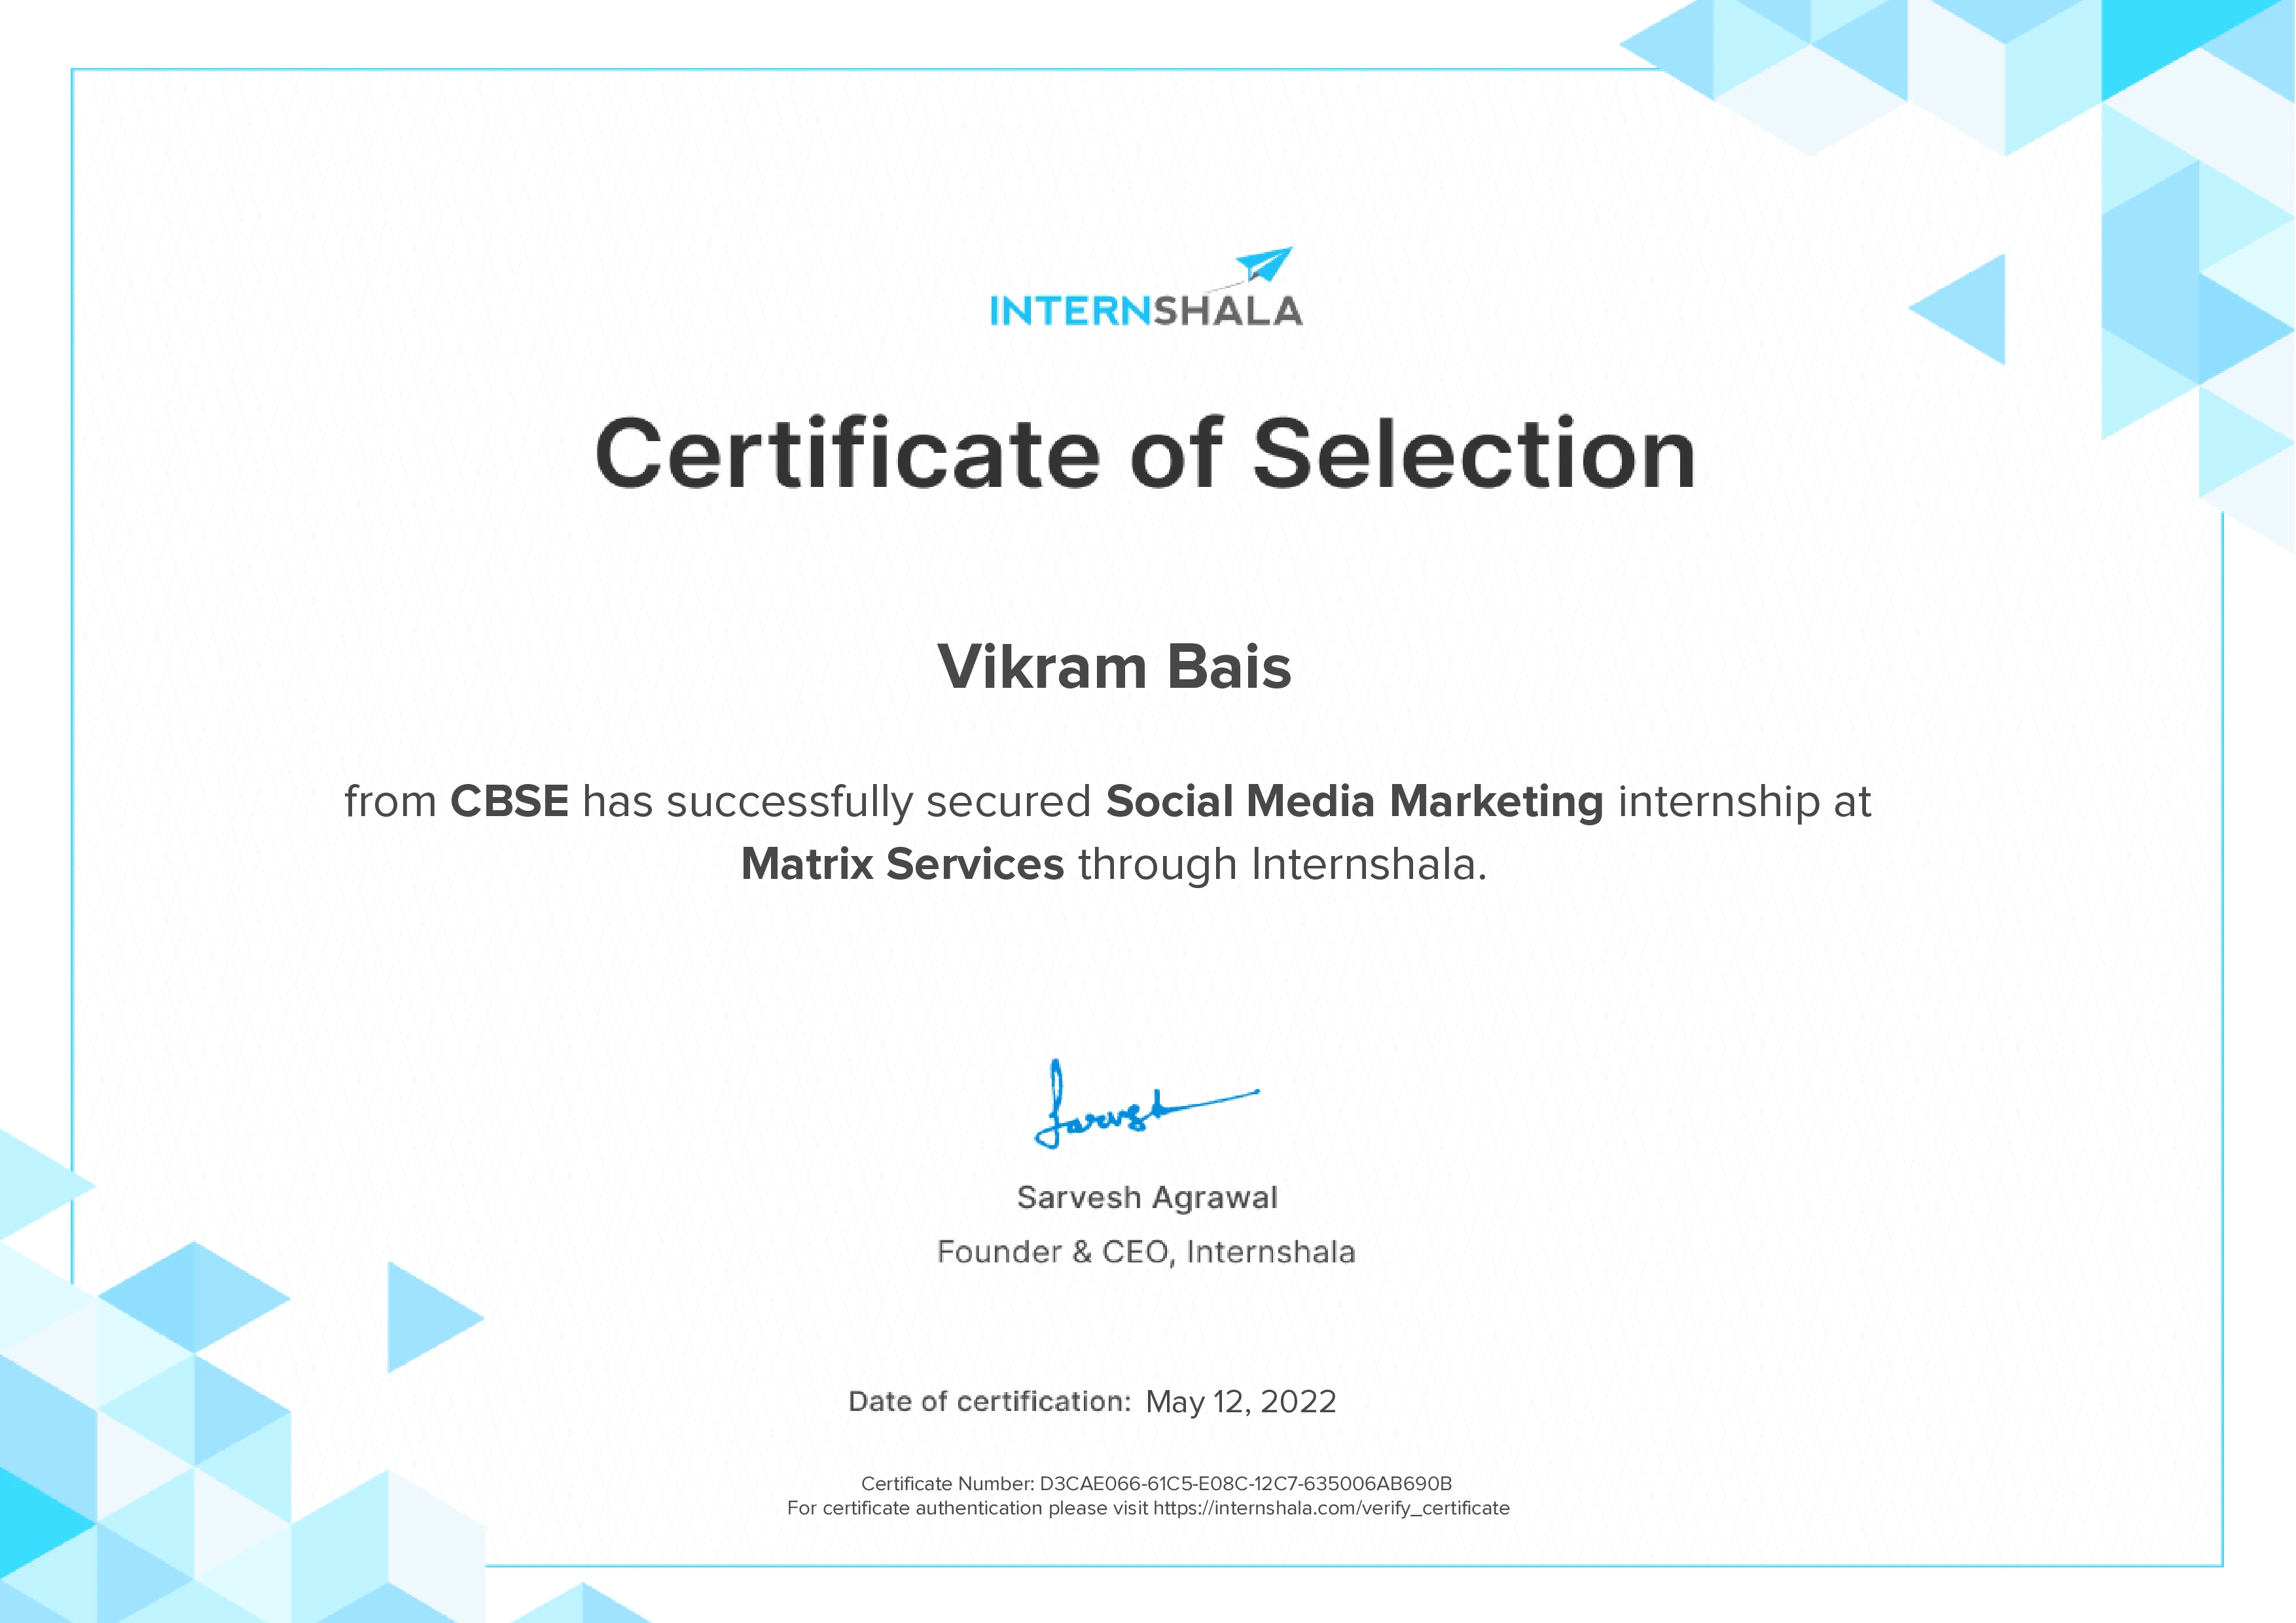 INTERNSHALA
Certificate of Selection
Vikram Bais
from CBSE has successfully secured Social Media Marketing internship at
Matrix Services through Internshala.
Sarvesh
Sarvesh Agrawal
Founder & CEO, Internshala
Date of certification: May 12, 2022
Certificate Number: D3CAE066-61C5-E08C-12C7-635006AB690B
For certificate authentication please visit https://internshala.com/verify_certificate